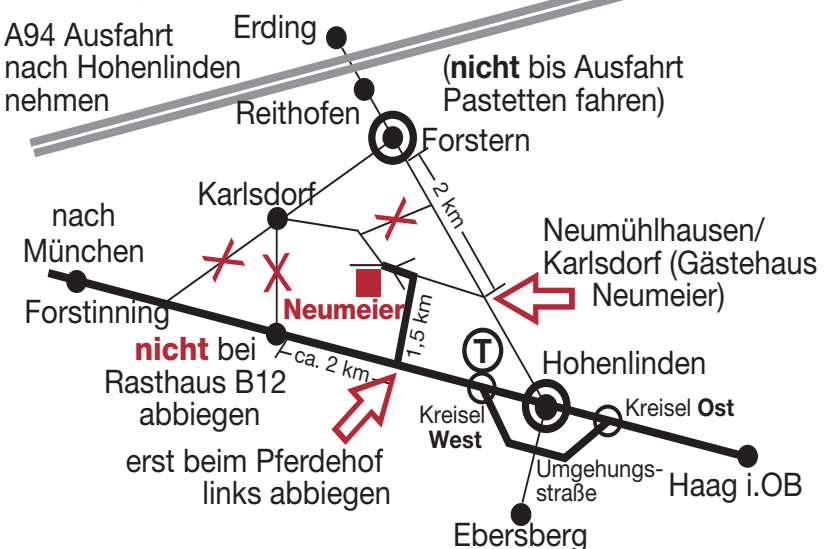 A94 Ausfahrt
nach Hohenlinden
nehmen
Erding
(nicht bis Ausfahrt
Pastetten fahren)
Reithofen
Forstern
2 km
Karlsdorf
nach
München
Forstinning
Neumühlhausen/
Karlsdorf (Gästehaus
Neumeier)
Neumeier
1,5 km
nicht bei
Rasthaus B12
abbiegen
ca. 2 km
T
Hohenlinden
Kreisel
West
Kreisel Ost
erst beim Pferdehof
links abbiegen
Umgehungs-
straße
Haag i.OB
Ebersberg